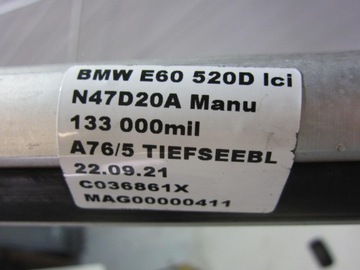 BMW E60 520D lci
N47D20A Manu
133 000mil
A76/5 TIEFSEEBL
22.09.21
C036861X
MAG00000411